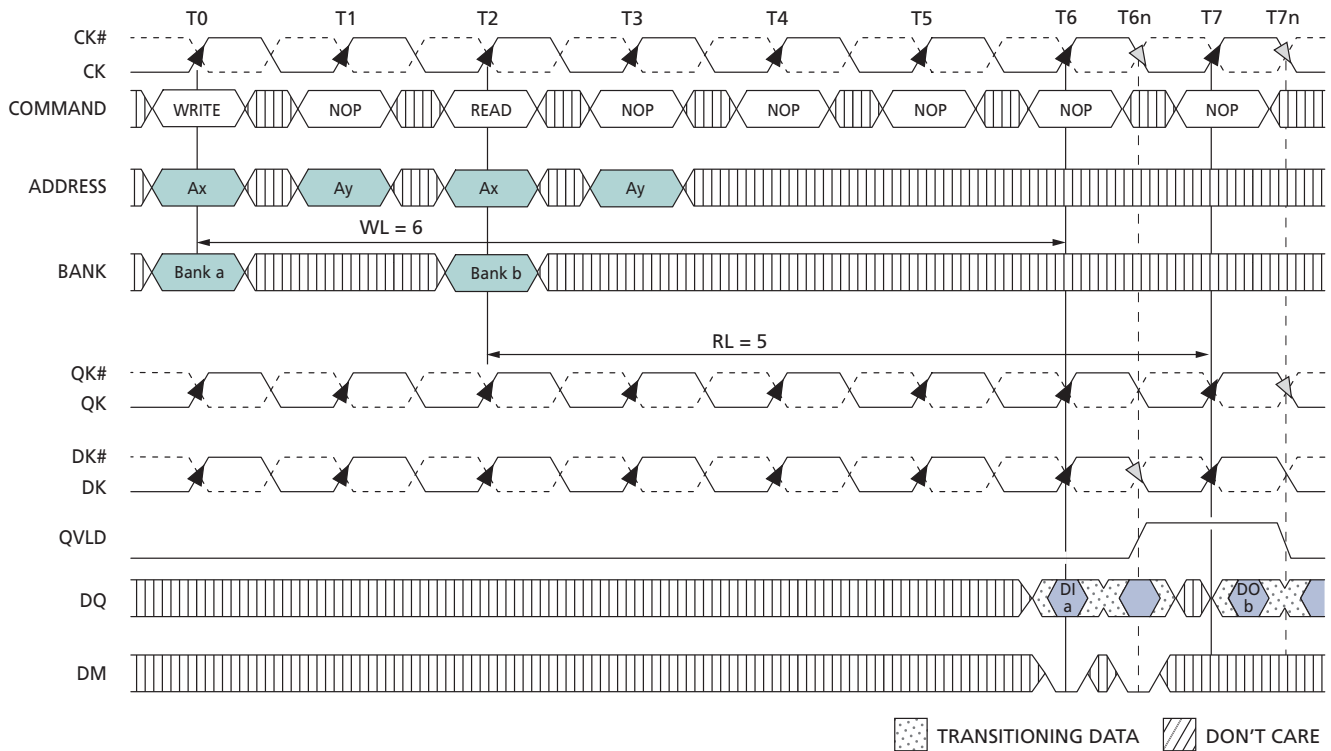 T0 T1 T2 T3 T4 T5 T6 T6n T7 T7n
CK#
CK
COMMAND WRITE NOP READ NOP NOP NOP NOP NOP
ADDRESS Ax Ay Ax Ay
WL = 6
BANK Bank a Bank b
RL = 5
QK#
QK
DK#
DK
QVLD
DQ DI a DO b
DM
TRANSITIONING DATA DON'T CARE